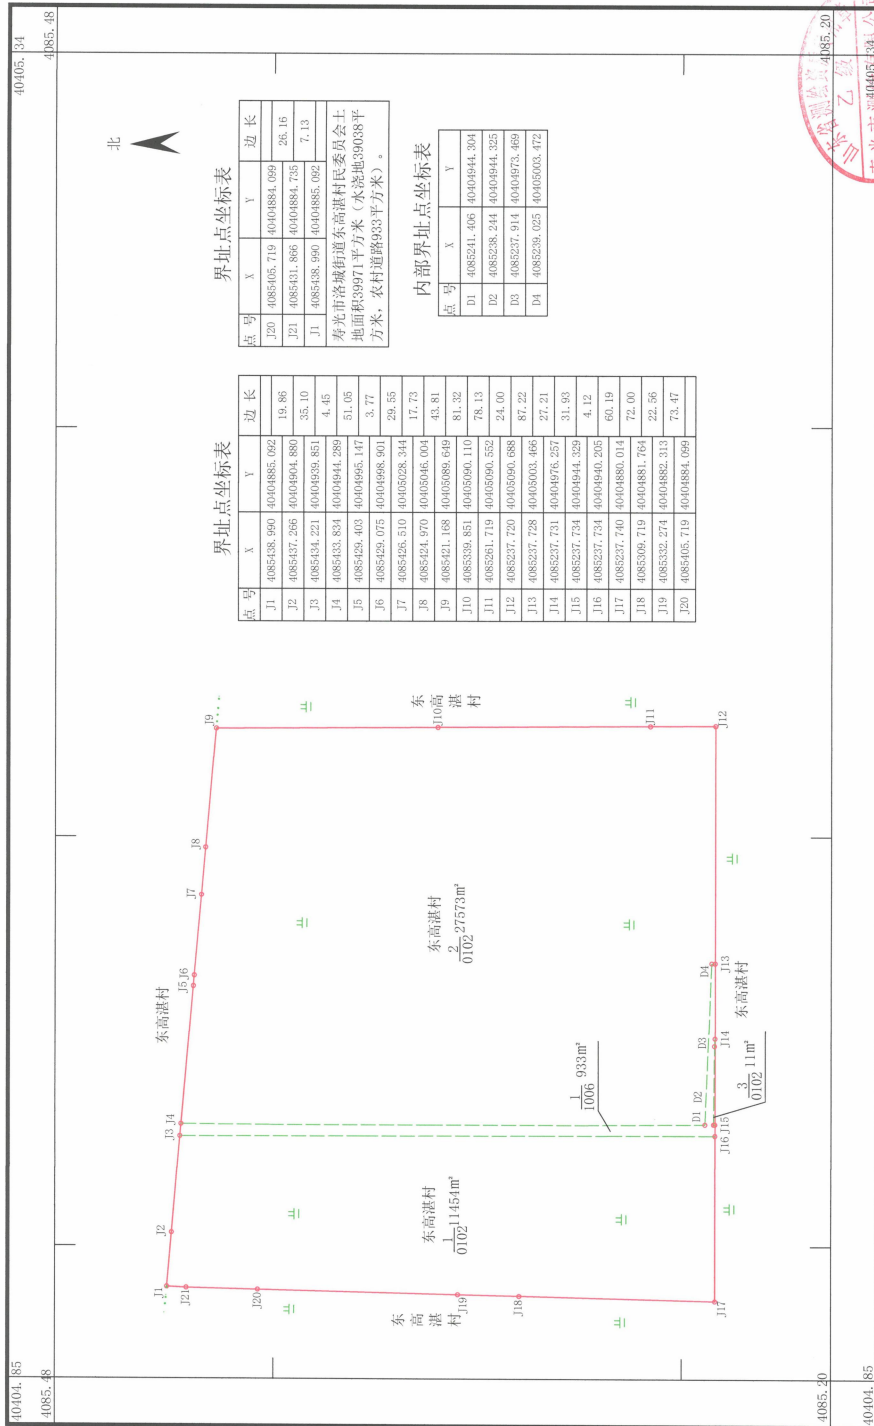 40404.85
40405.34
4085.48
4085.48
北
东高湛村
J1
J2
J3
J4
J5
J6
J7
J8
J9
J21
J20
J19
J18
J17
J16
J15
J14
J13
J12
J11
J10
D1
D2
D3
D4
东高湛村
东高湛村
东高湛村
1
0102
11454m²
东高湛村
2
0102
27573m²
1
1006
933m²
3
0102
11m²
东高湛村
界址点坐标表
点号 X Y 边长
J1 4085438.990 40404885.092
19.86
J2 4085437.266 40404904.880
35.10
J3 4085434.221 40404939.851
4.45
J4 4085433.834 40404944.289
51.05
J5 4085429.403 40404995.147
3.77
J6 4085429.075 40404998.901
29.55
J7 4085426.510 40405028.344
17.73
J8 4085424.970 40405046.004
43.81
J9 4085421.168 40405089.649
81.32
J10 4085339.851 40405090.110
78.13
J11 4085261.719 40405090.552
24.00
J12 4085237.720 40405090.688
87.22
J13 4085237.728 40405003.466
27.21
J14 4085237.731 40404976.257
31.93
J15 4085237.734 40404944.329
4.12
J16 4085237.734 40404940.205
60.19
J17 4085237.740 40404880.014
72.00
J18 4085309.719 40404881.764
22.56
J19 4085332.274 40404882.313
73.47
J20 4085405.719 40404884.099
界址点坐标表
点号 X Y 边长
J20 4085405.719 40404884.099
26.16
J21 4085431.866 40404884.735
7.13
J1 4085438.990 40404885.092
寿光市洛城街道东高湛村民委员会土
地面积39971平方米（水浇地39038平
方米，农村道路933平方米）。
内部界址点坐标表
点号 X Y
D1 4085241.406 40404944.304
D2 4085238.244 40404944.325
D3 4085237.914 40404973.469
D4 4085239.025 40405003.472
4085.20
4085.20
40404.85
40405.34
山东省测绘资
乙级